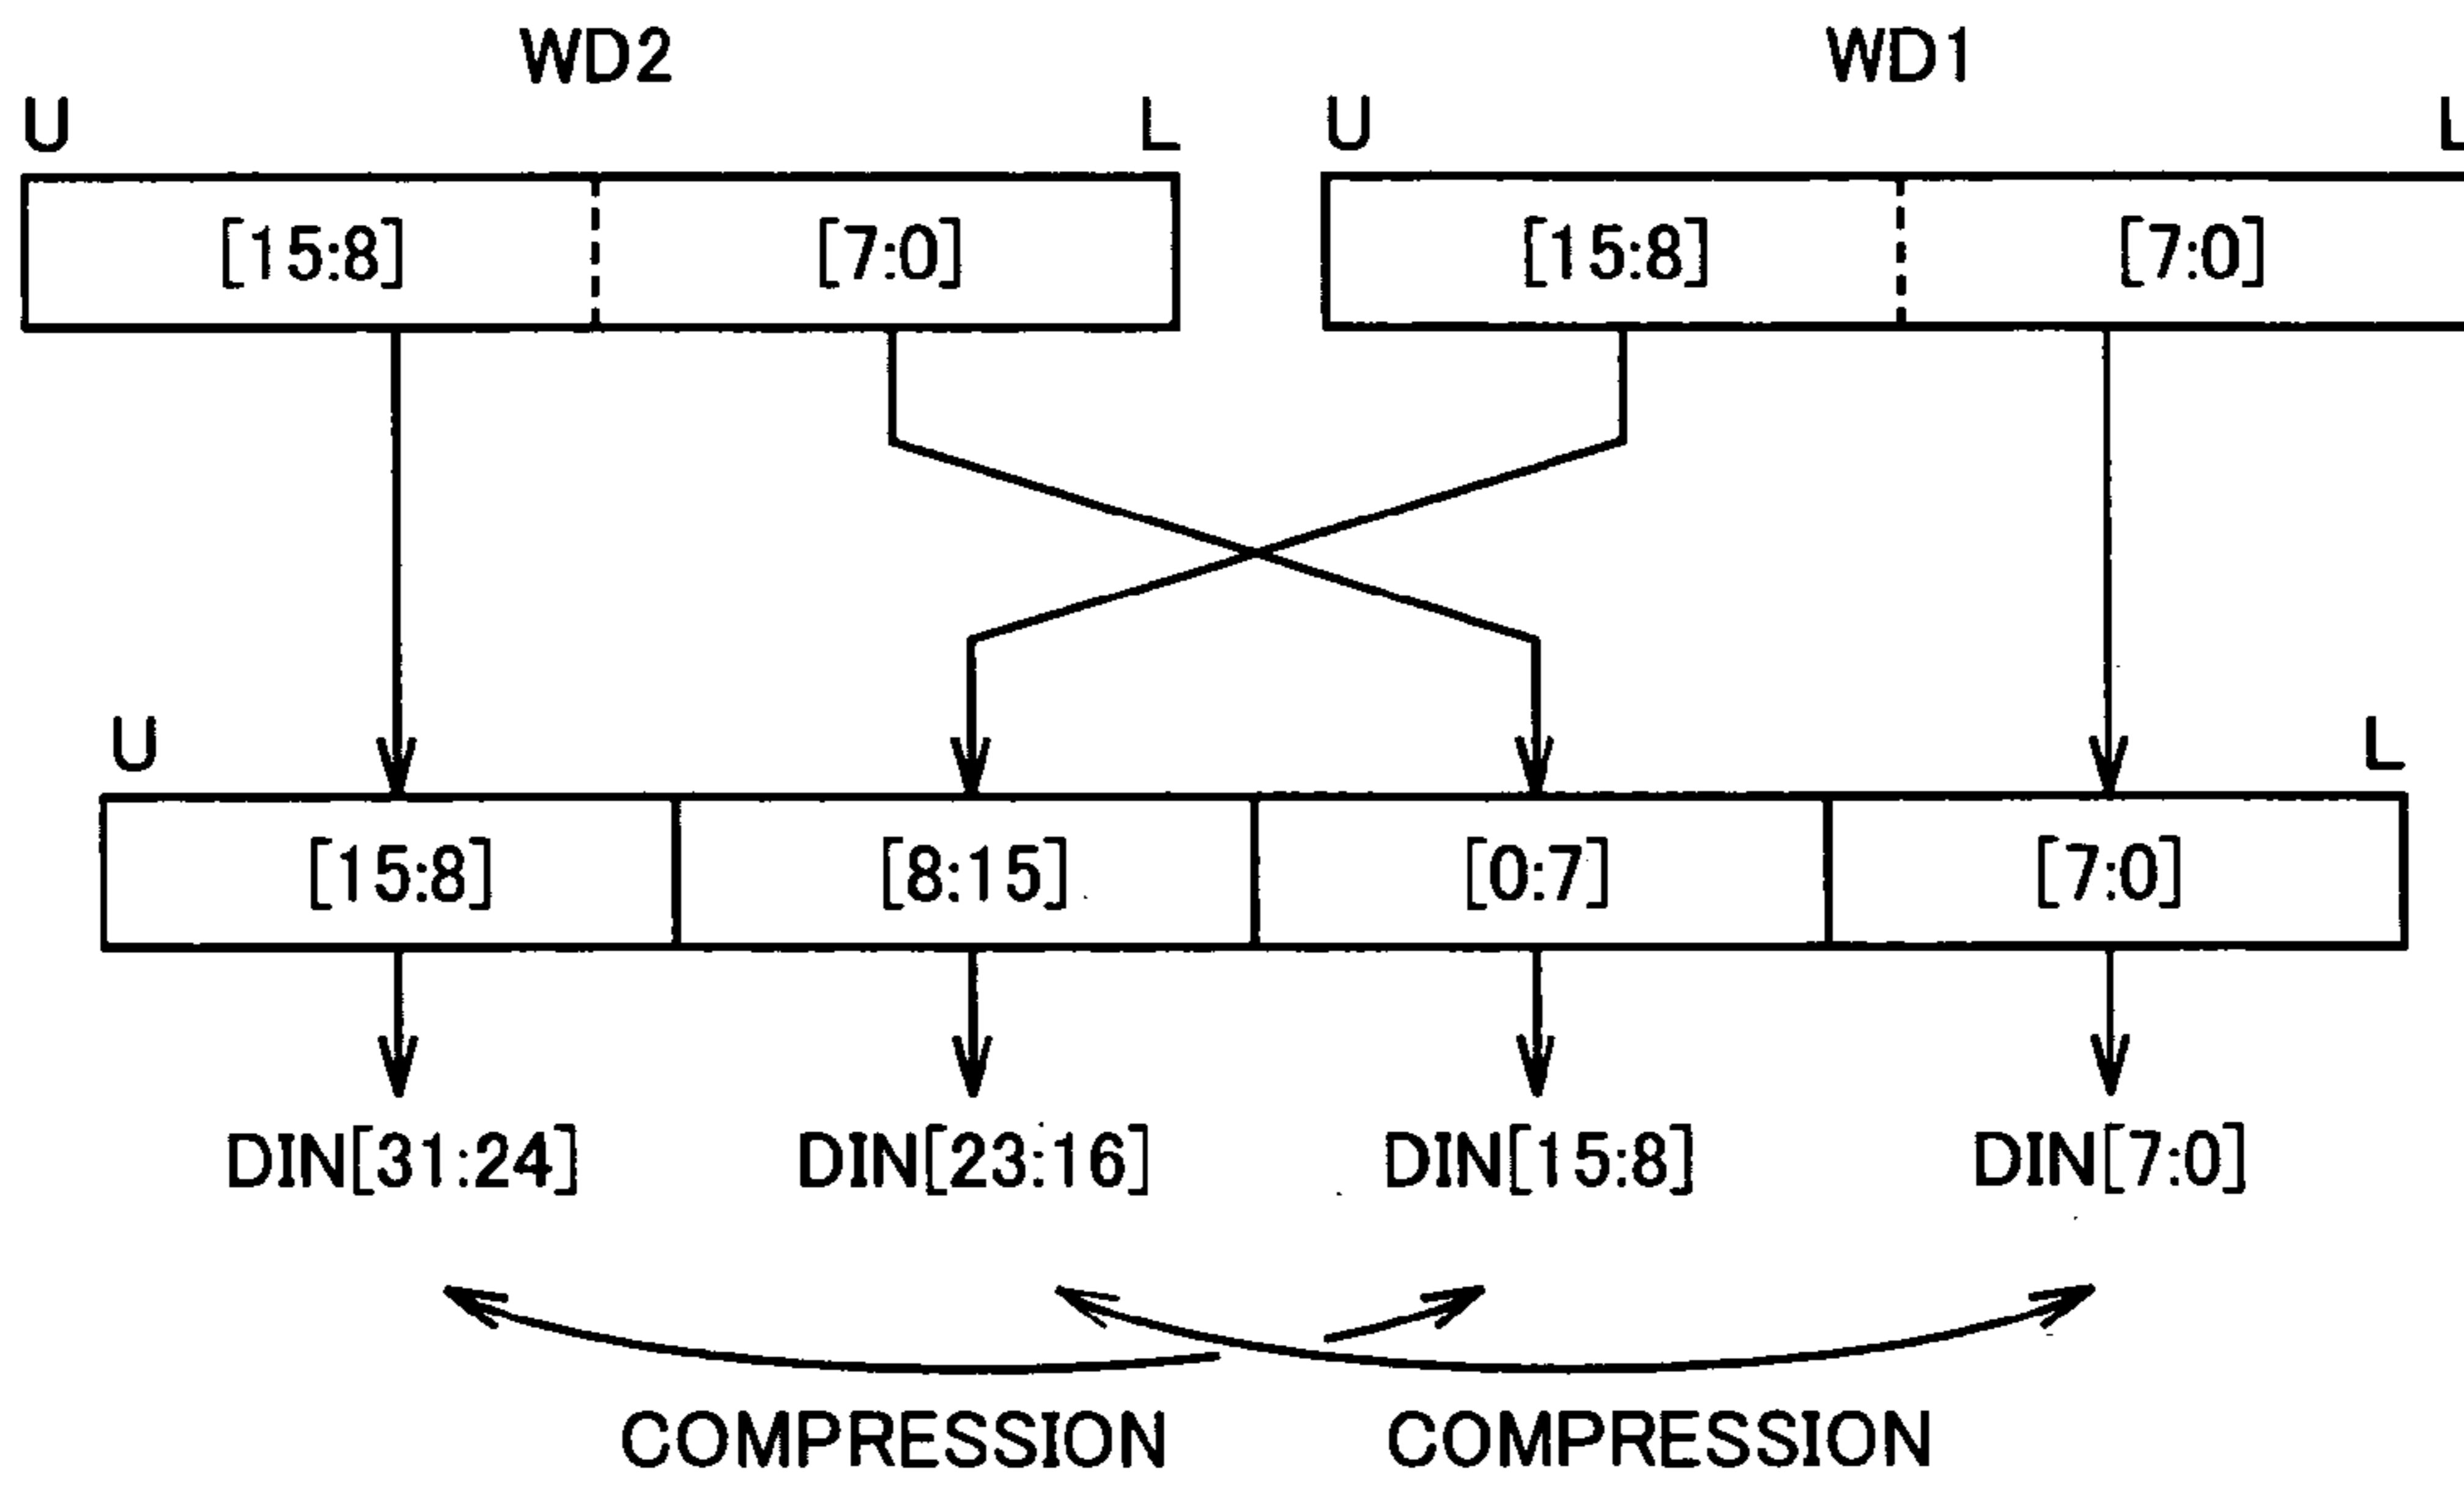 WD2 WD1
U L U L
[15:8] [7:0] [15:8] [7:0]
U L
[15:8] [8:15] [0:7] [7:0]
DIN[31:24] DIN[23:16] DIN[15:8] DIN[7:0]
COMPRESSION COMPRESSION